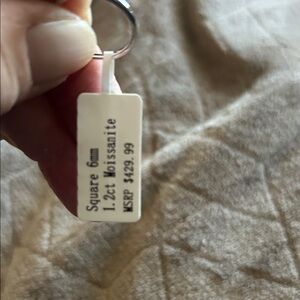 Square 6mm
1.2ct Moissanite
MSRP $429.99